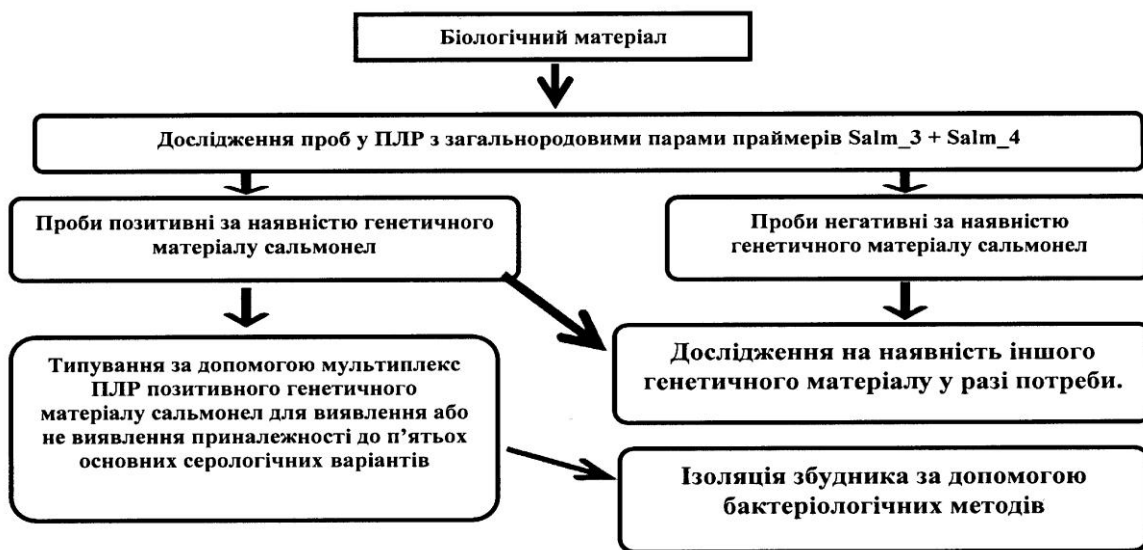 Біологічний матеріал
Дослідження проб у ПЛР з загальнородовими парами праймерів Salm_3 + Salm_4
Проби позитивні за наявністю генетичного
матеріалу сальмонел
Проби негативні за наявністю
генетичного матеріалу сальмонел
Типування за допомогою мультиплекс
ПЛР позитивного генетичного
матеріалу сальмонел для виявлення або
не виявлення приналежності до п’ятьох
основних серологічних варіантів
Дослідження на наявність іншого
генетичного матеріалу у разі потреби.
Ізоляція збудника за допомогою
бактеріологічних методів